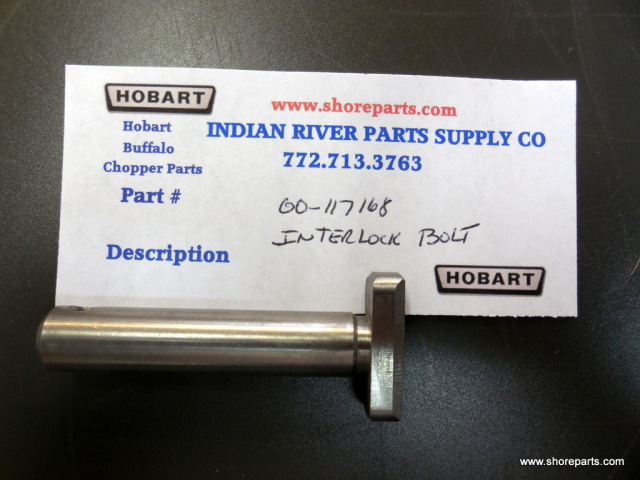 HOBART
www.shoreparts.com
Hobart
Buffalo
Chopper Parts
INDIAN RIVER PARTS SUPPLY CO
772.713.3763
Part #
00-117168
INTERLOCK BOLT
Description
HOBART
www.shoreparts.com